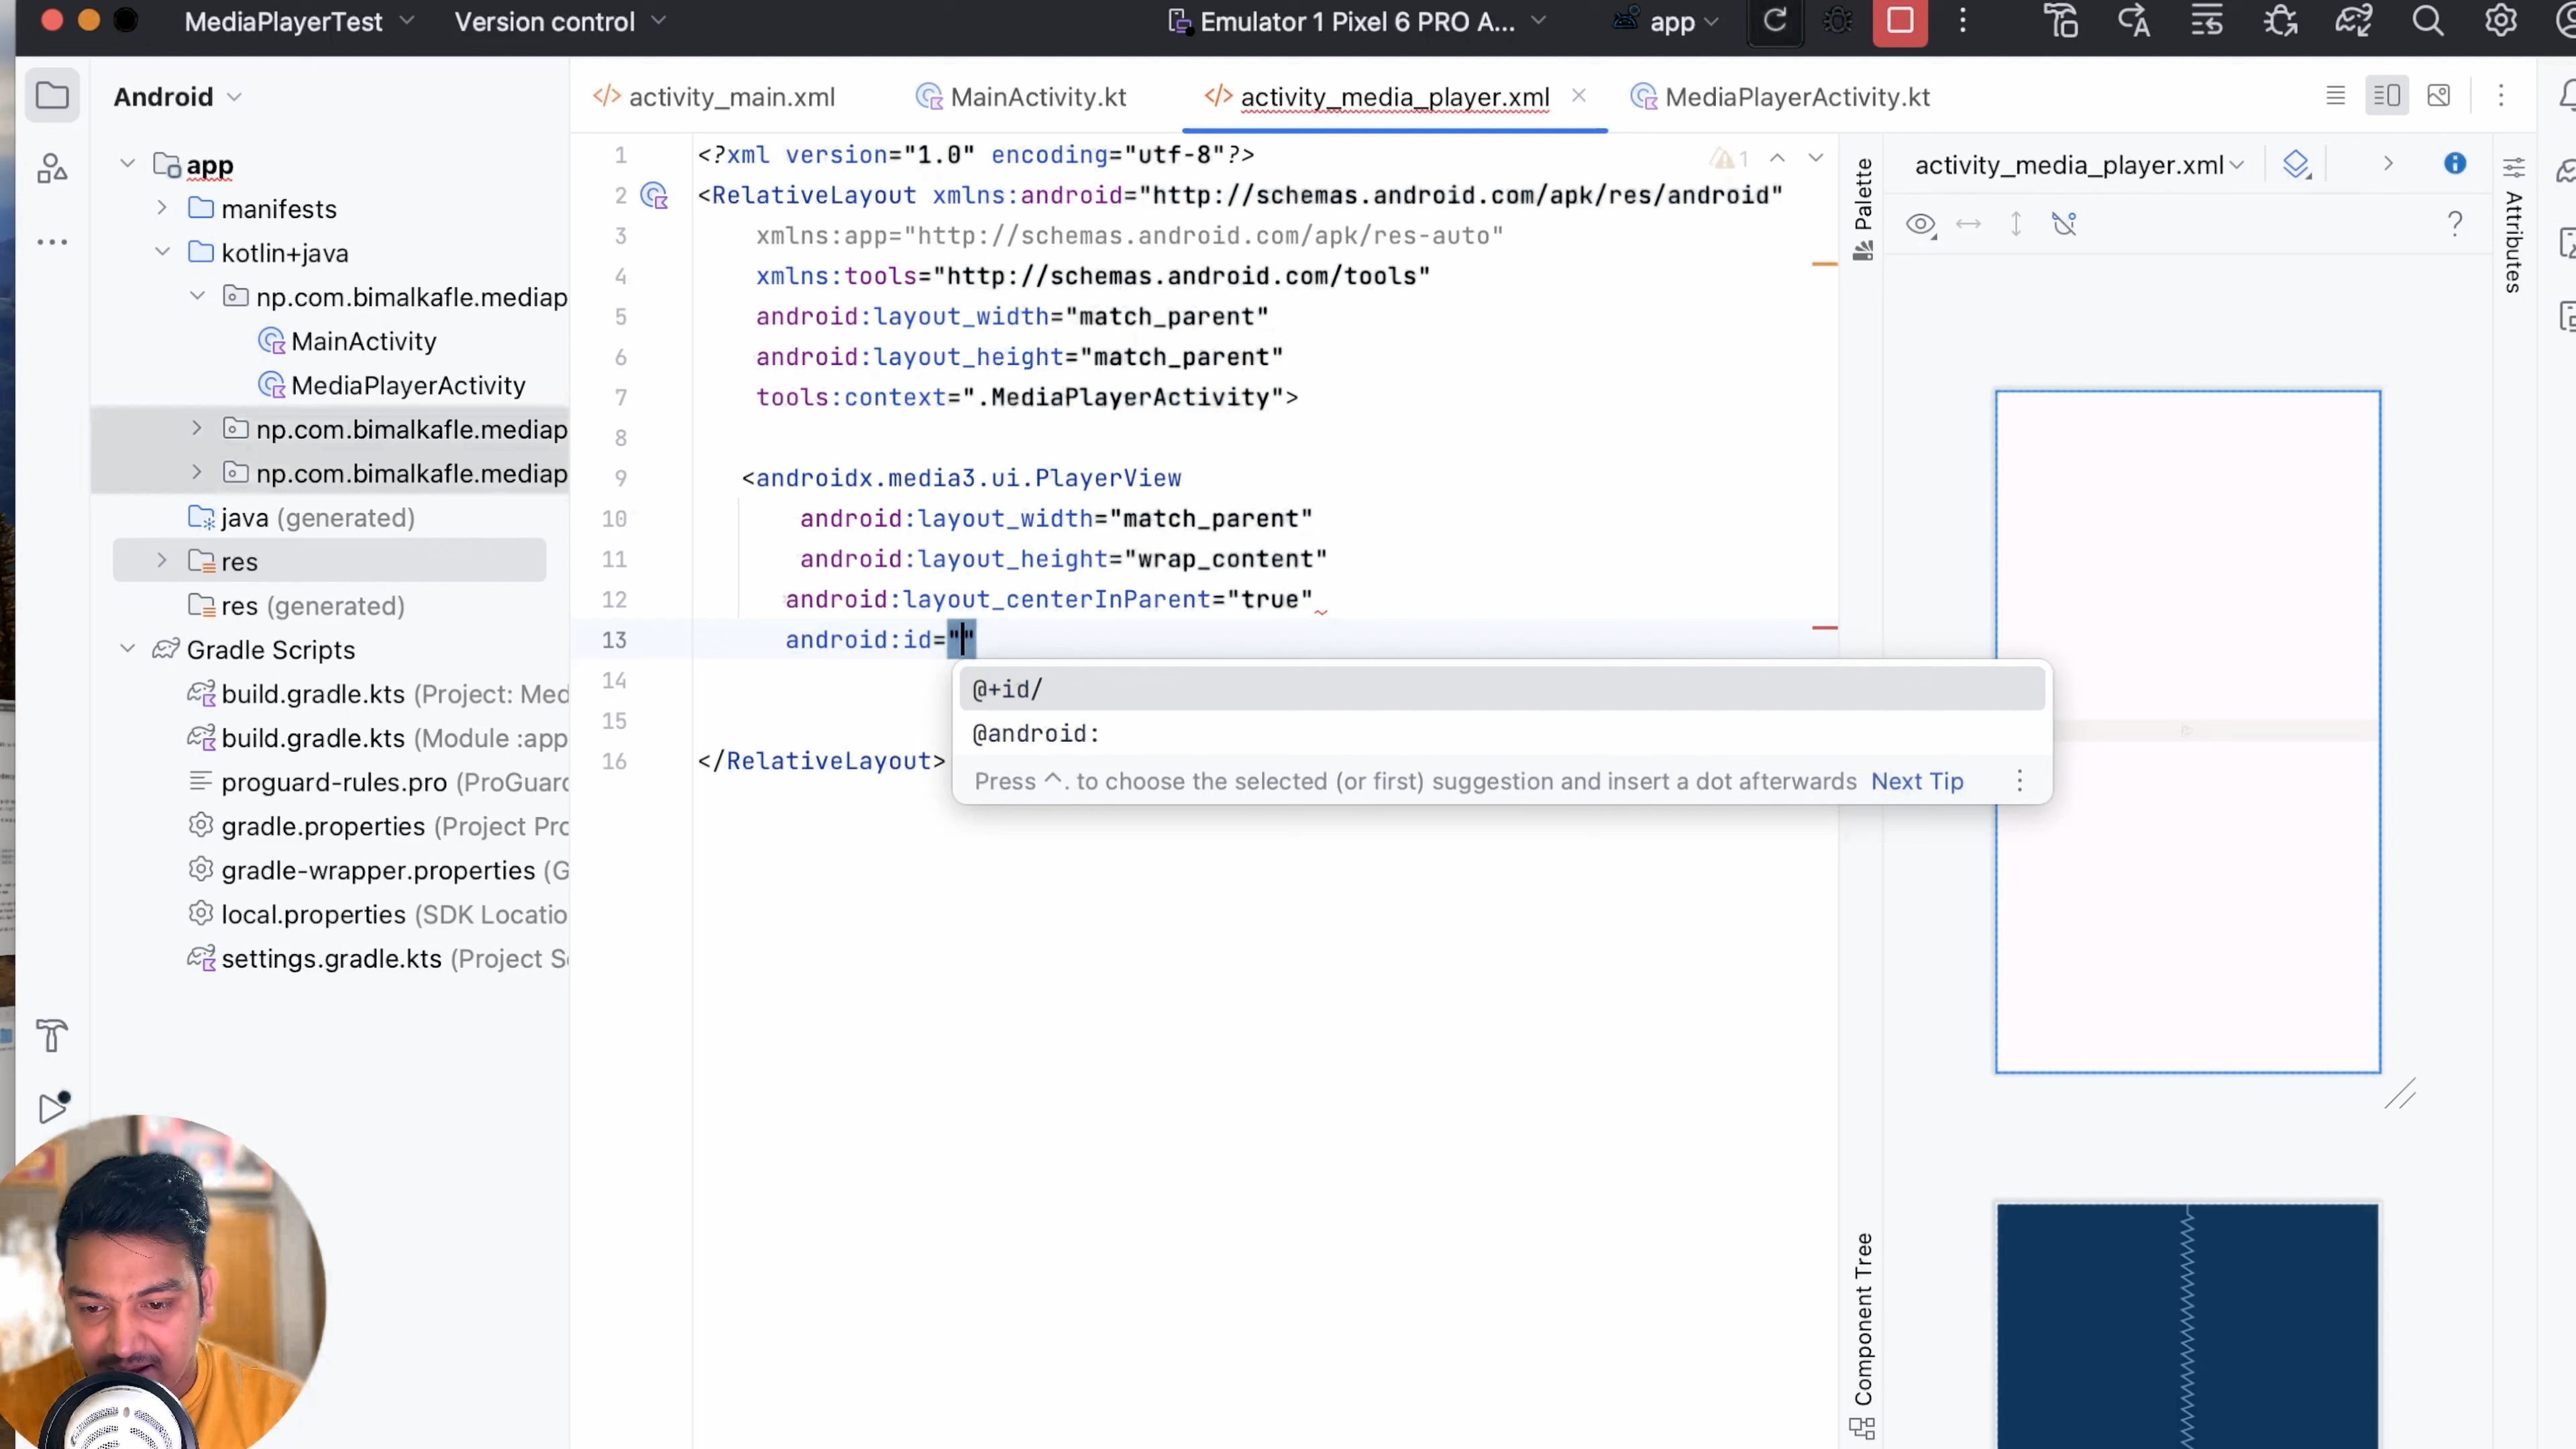 MediaPlayerTest
Version control
Emulator 1 Pixel 6 PRO A...
app
Android
app
manifests
kotlin+java
np.com.bimalkafle.mediap
MainActivity
MediaPlayerActivity
np.com.bimalkafle.mediap
np.com.bimalkafle.mediap
java (generated)
res
res (generated)
Gradle Scripts
build.gradle.kts (Project: Med
build.gradle.kts (Module :app
proguard-rules.pro (ProGuard
gradle.properties (Project Pro
gradle-wrapper.properties (G
local.properties (SDK Locatio
settings.gradle.kts (Project Se
</> activity_main.xml
MainActivity.kt
</> activity_media_player.xml
MediaPlayerActivity.kt
1 <?xml version="1.0" encoding="utf-8"?>
1
2 <RelativeLayout xmlns:android="http://schemas.android.com/apk/res/android"
3 xmlns:app="http://schemas.android.com/apk/res-auto"
4 xmlns:tools="http://schemas.android.com/tools"
5 android:layout_width="match_parent"
6 android:layout_height="match_parent"
7 tools:context=".MediaPlayerActivity">
8
9 <androidx.media3.ui.PlayerView
10 android:layout_width="match_parent"
11 android:layout_height="wrap_content"
12 android:layout_centerInParent="true"
13 android:id=""
14
15
16 </RelativeLayout>
@+id/
@android:
Press ^. to choose the selected (or first) suggestion and insert a dot afterwards Next Tip
Palette
activity_media_player.xml
?
Attributes
Component Tree